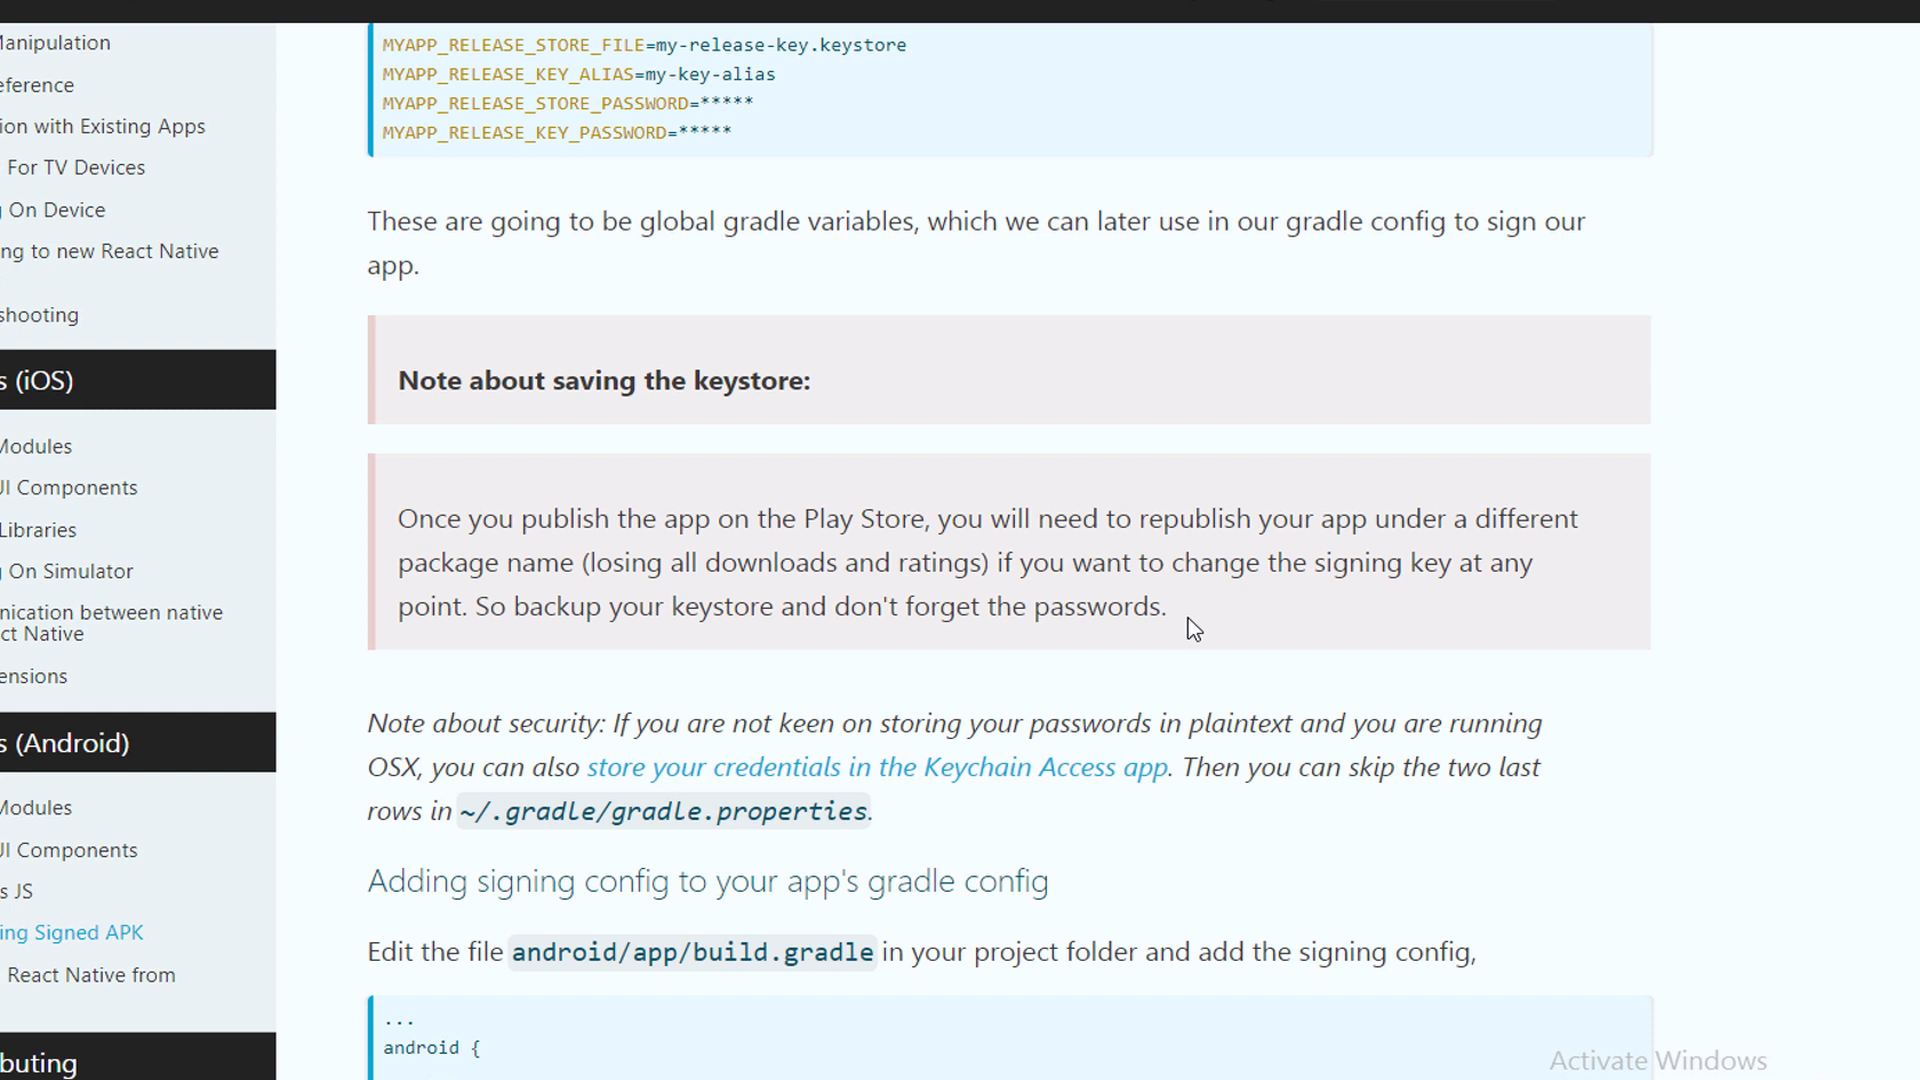 MYAPP_RELEASE_STORE_FILE=my-release-key.keystore
MYAPP_RELEASE_KEY_ALIAS=my-key-alias
MYAPP_RELEASE_STORE_PASSWORD=*****
MYAPP_RELEASE_KEY_PASSWORD=*****
These are going to be global gradle variables, which we can later use in our gradle config to sign our
app.
Note about saving the keystore:
Once you publish the app on the Play Store, you will need to republish your app under a different
package name (losing all downloads and ratings) if you want to change the signing key at any
point. So backup your keystore and don't forget the passwords.
Note about security: If you are not keen on storing your passwords in plaintext and you are running
OSX, you can also store your credentials in the Keychain Access app. Then you can skip the two last
rows in ~/.gradle/gradle.properties.
Adding signing config to your app's gradle config
Edit the file android/app/build.gradle in your project folder and add the signing config,
...
android {
Manipulation
eference
ion with Existing Apps
For TV Devices
g On Device
ng to new React Native
shooting
s (iOS)
Modules
UI Components
Libraries
g On Simulator
nication between native
ct Native
ensions
s (Android)
Modules
UI Components
s JS
ing Signed APK
React Native from
buting
Activate Windows